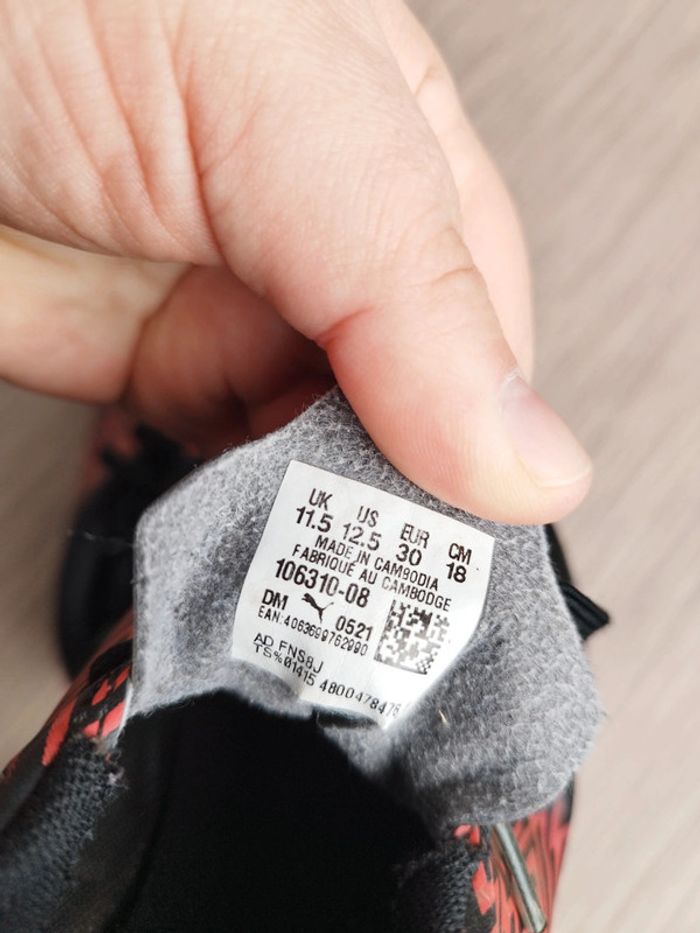 UK US EUR CM
11.5 12.5 30 18
MADE IN CAMBODIA
FABRIQUE AU CAMBODGE
106310-08
DM 0521
EAN:4063699762990
AD FNS8J
TS%01415 4800478475